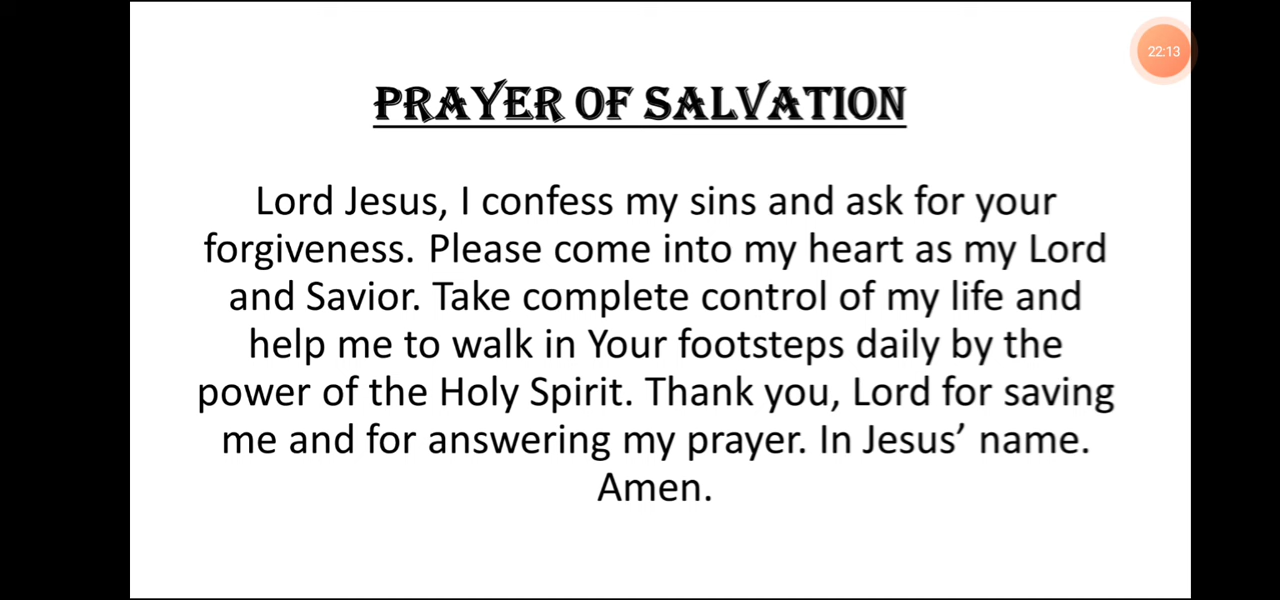 22:13
PRAYER OF SALVATION
Lord Jesus, I confess my sins and ask for your
forgiveness. Please come into my heart as my Lord
and Savior. Take complete control of my life and
help me to walk in Your footsteps daily by the
power of the Holy Spirit. Thank you, Lord for saving
me and for answering my prayer. In Jesus’ name.
Amen.